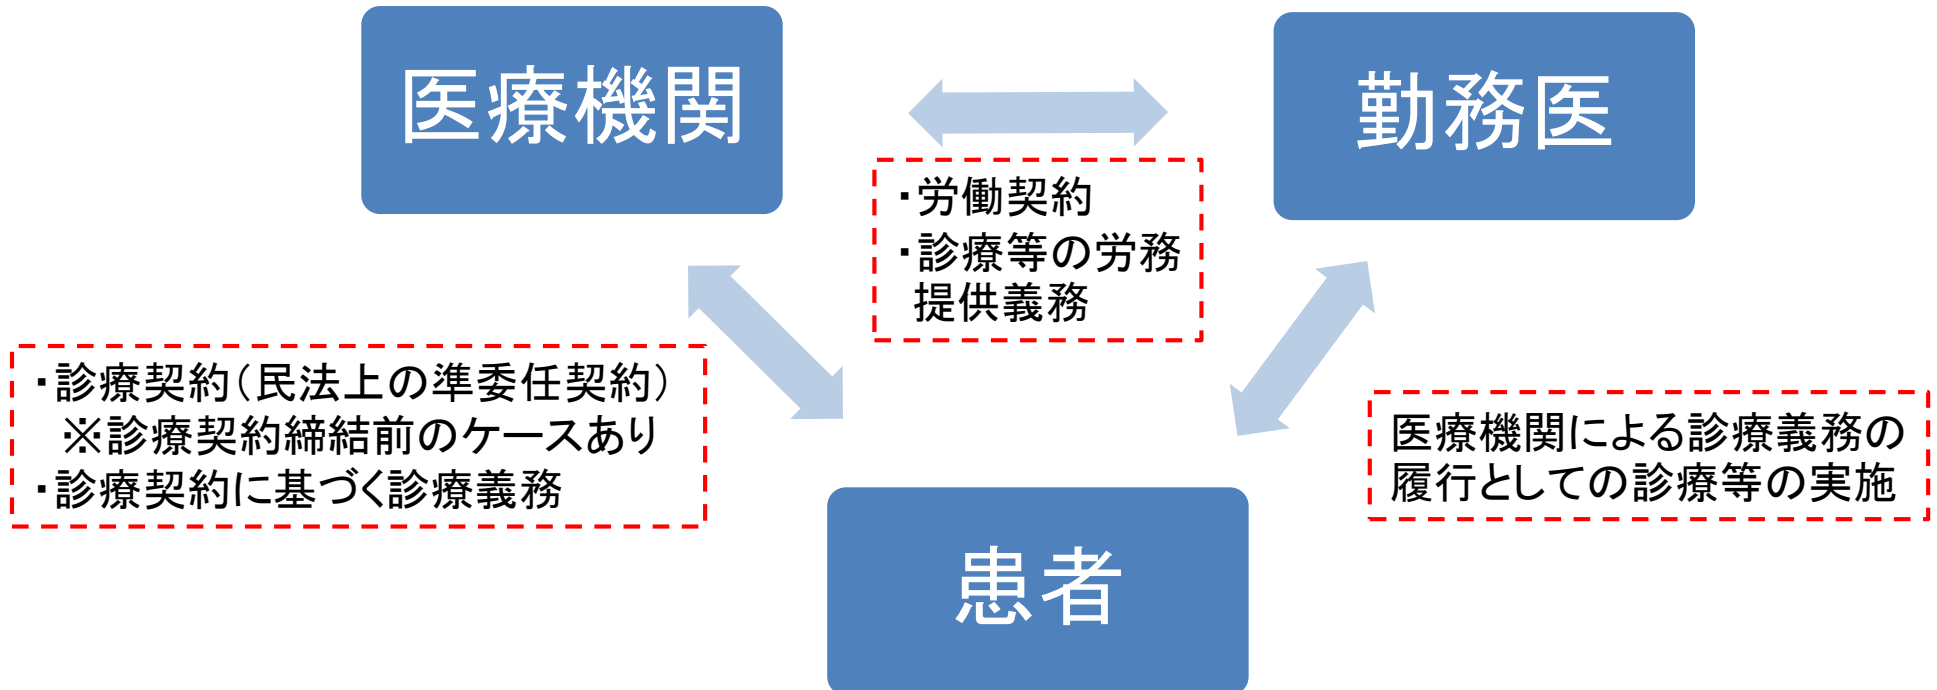 医療機関
勤務医
・労働契約
・診療等の労務
提供義務
・診療契約（民法上の準委任契約）
※診療契約締結前のケースあり
・診療契約に基づく診療義務
医療機関による診療義務の
履行としての診療等の実施
患者